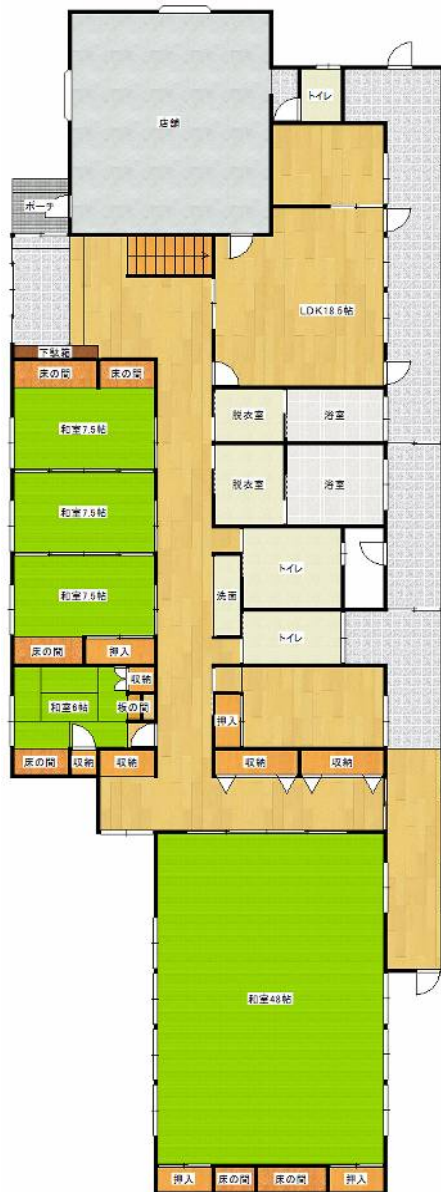 トイレ
店舗
ポーチ
LDK18.5帖
下駄箱
床の間
床の間
和室7.5帖
脱衣室
浴室
脱衣室
浴室
和室7.5帖
トイレ
和室7.5帖
洗面
トイレ
床の間
押入
収納
和室6帖
板の間
押入
床の間
収納
収納
収納
収納
和室48帖
押入
床の間
床の間
押入